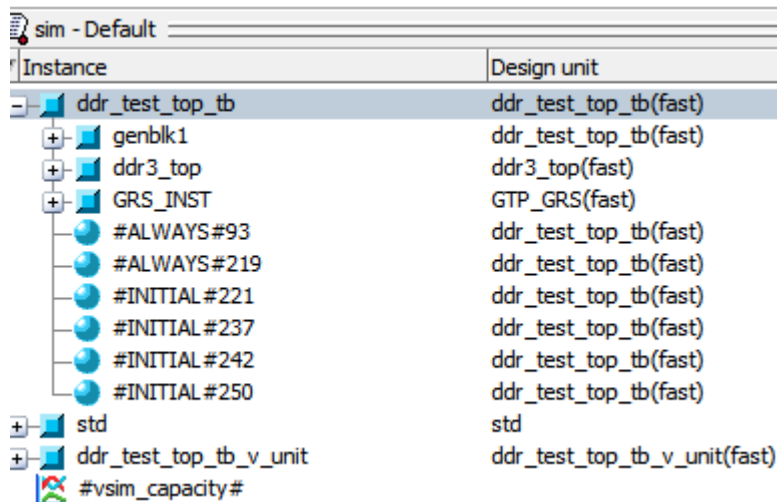 sim - Default
Instance Design unit
ddr_test_top_tb ddr_test_top_tb(fast)
genblk1 ddr_test_top_tb(fast)
ddr3_top ddr3_top(fast)
GRS_INST GTP_GRS(fast)
#ALWAYS#93 ddr_test_top_tb(fast)
#ALWAYS#219 ddr_test_top_tb(fast)
#INITIAL#221 ddr_test_top_tb(fast)
#INITIAL#237 ddr_test_top_tb(fast)
#INITIAL#242 ddr_test_top_tb(fast)
#INITIAL#250 ddr_test_top_tb(fast)
std std
ddr_test_top_tb_v_unit ddr_test_top_tb_v_unit(fast)
#vsim_capacity#